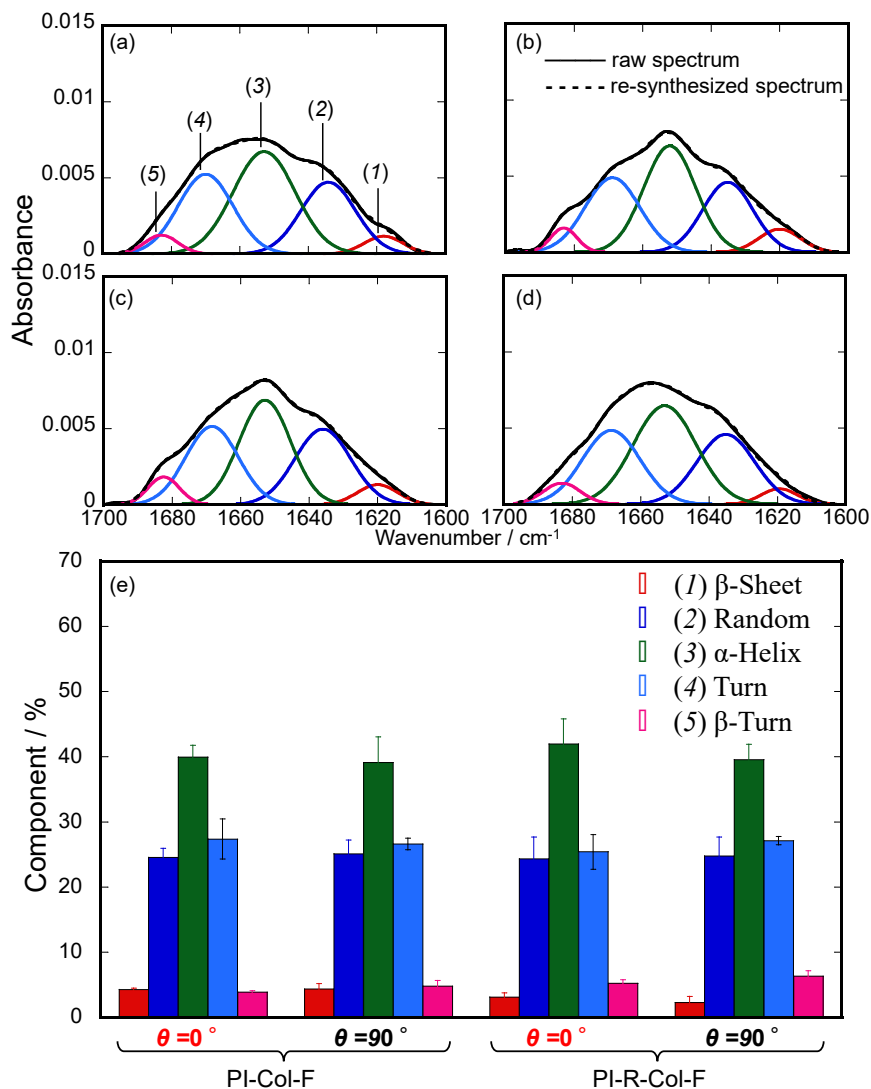 0.015
(a)
(3)
(4)
(2)
(5)
(1)
0.01
0.005
0
(b)
raw spectrum
re-synthesized spectrum
Absorbance
0.015
(c)
0.01
0.005
0
(d)
1700 1680 1660 1640 1620 1600
1700 1680 1660 1640 1620 1600
Wavenumber / cm⁻¹
(e)
Component / %
70
60
50
40
30
20
10
0
(1) β-Sheet
(2) Random
(3) α-Helix
(4) Turn
(5) β-Turn
θ =0 °
θ =90 °
θ =0 °
θ =90 °
PI-Col-F
PI-R-Col-F